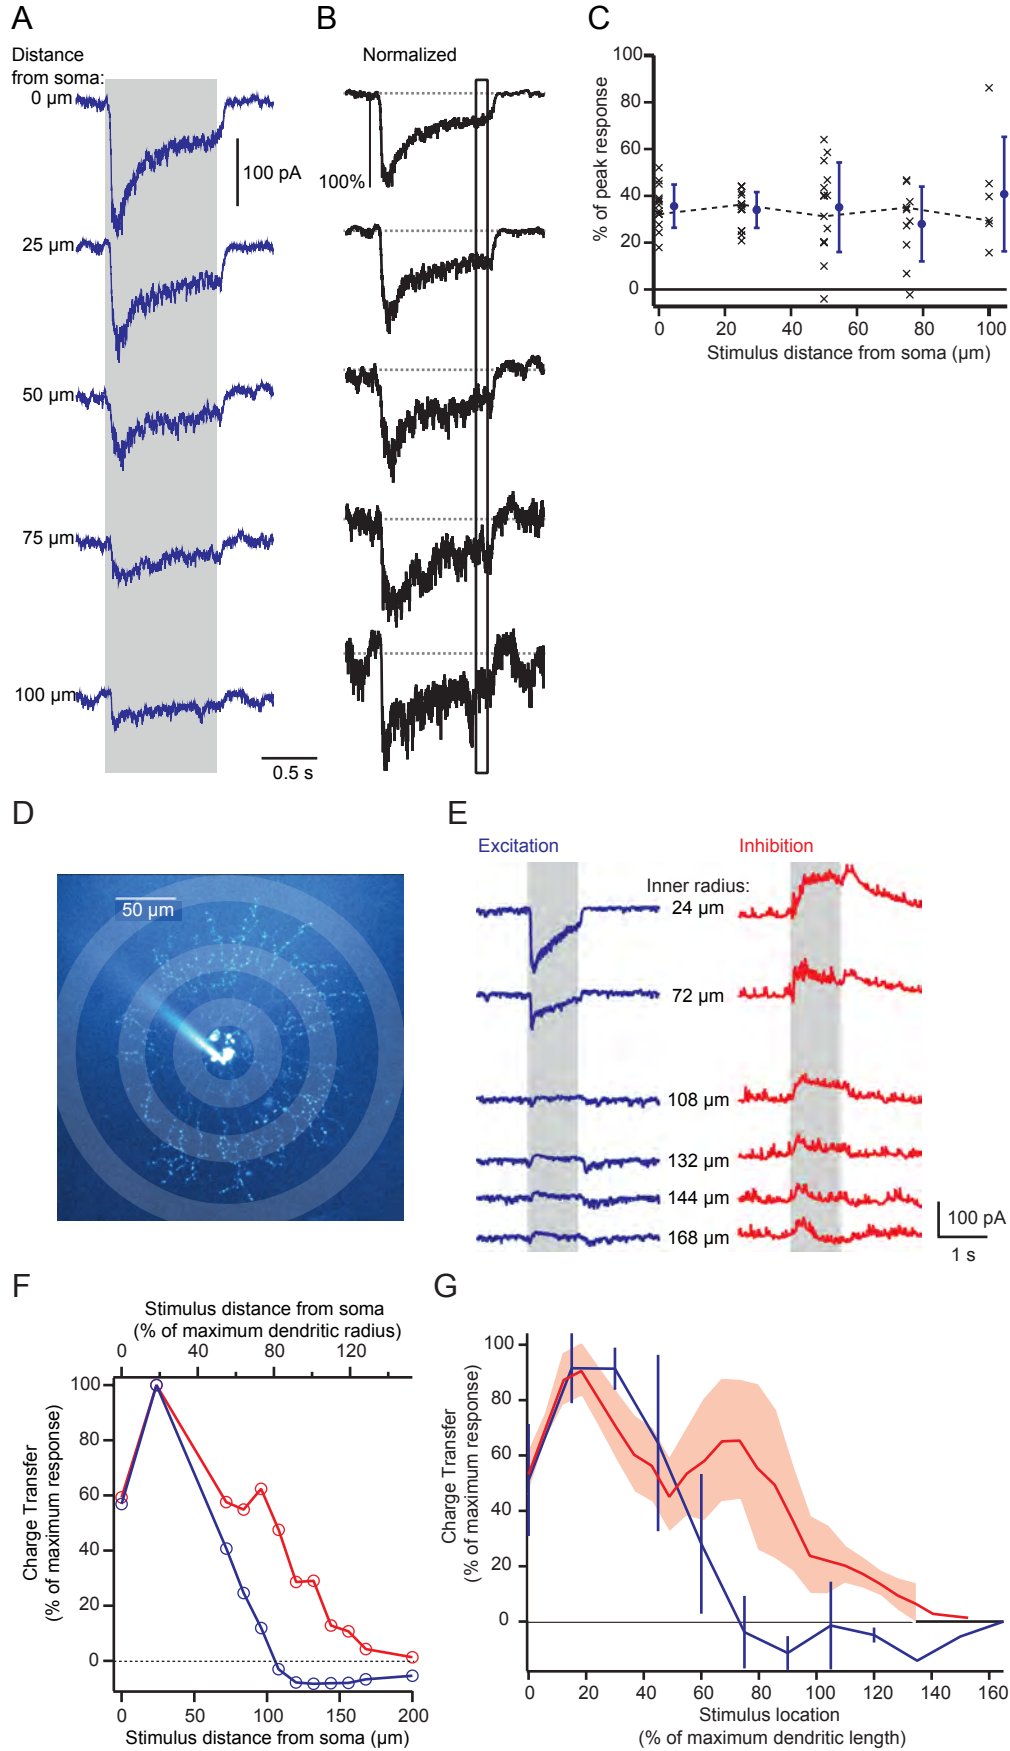 A
Distance
from soma:
0 µm
100 pA
25 µm
50 µm
75 µm
100 µm
0.5 s
B
Normalized
100%
C
100
80
60
40
20
0
% of peak response
0 20 40 60 80 100
Stimulus distance from soma (µm)
D
50 µm
E
Excitation
Inhibition
Inner radius:
24 µm
72 µm
108 µm
132 µm
144 µm
168 µm
100 pA
1 s
F
Stimulus distance from soma
(% of maximum dendritic radius)
0 40 80 120
100
80
60
40
20
0
Charge Transfer
(% of maximum response)
0 50 100 150 200
Stimulus distance from soma (µm)
G
100
80
60
40
20
0
Charge Transfer
(% of maximum response)
0 20 40 60 80 100 120 140 160
Stimulus location
(% of maximum dendritic length)